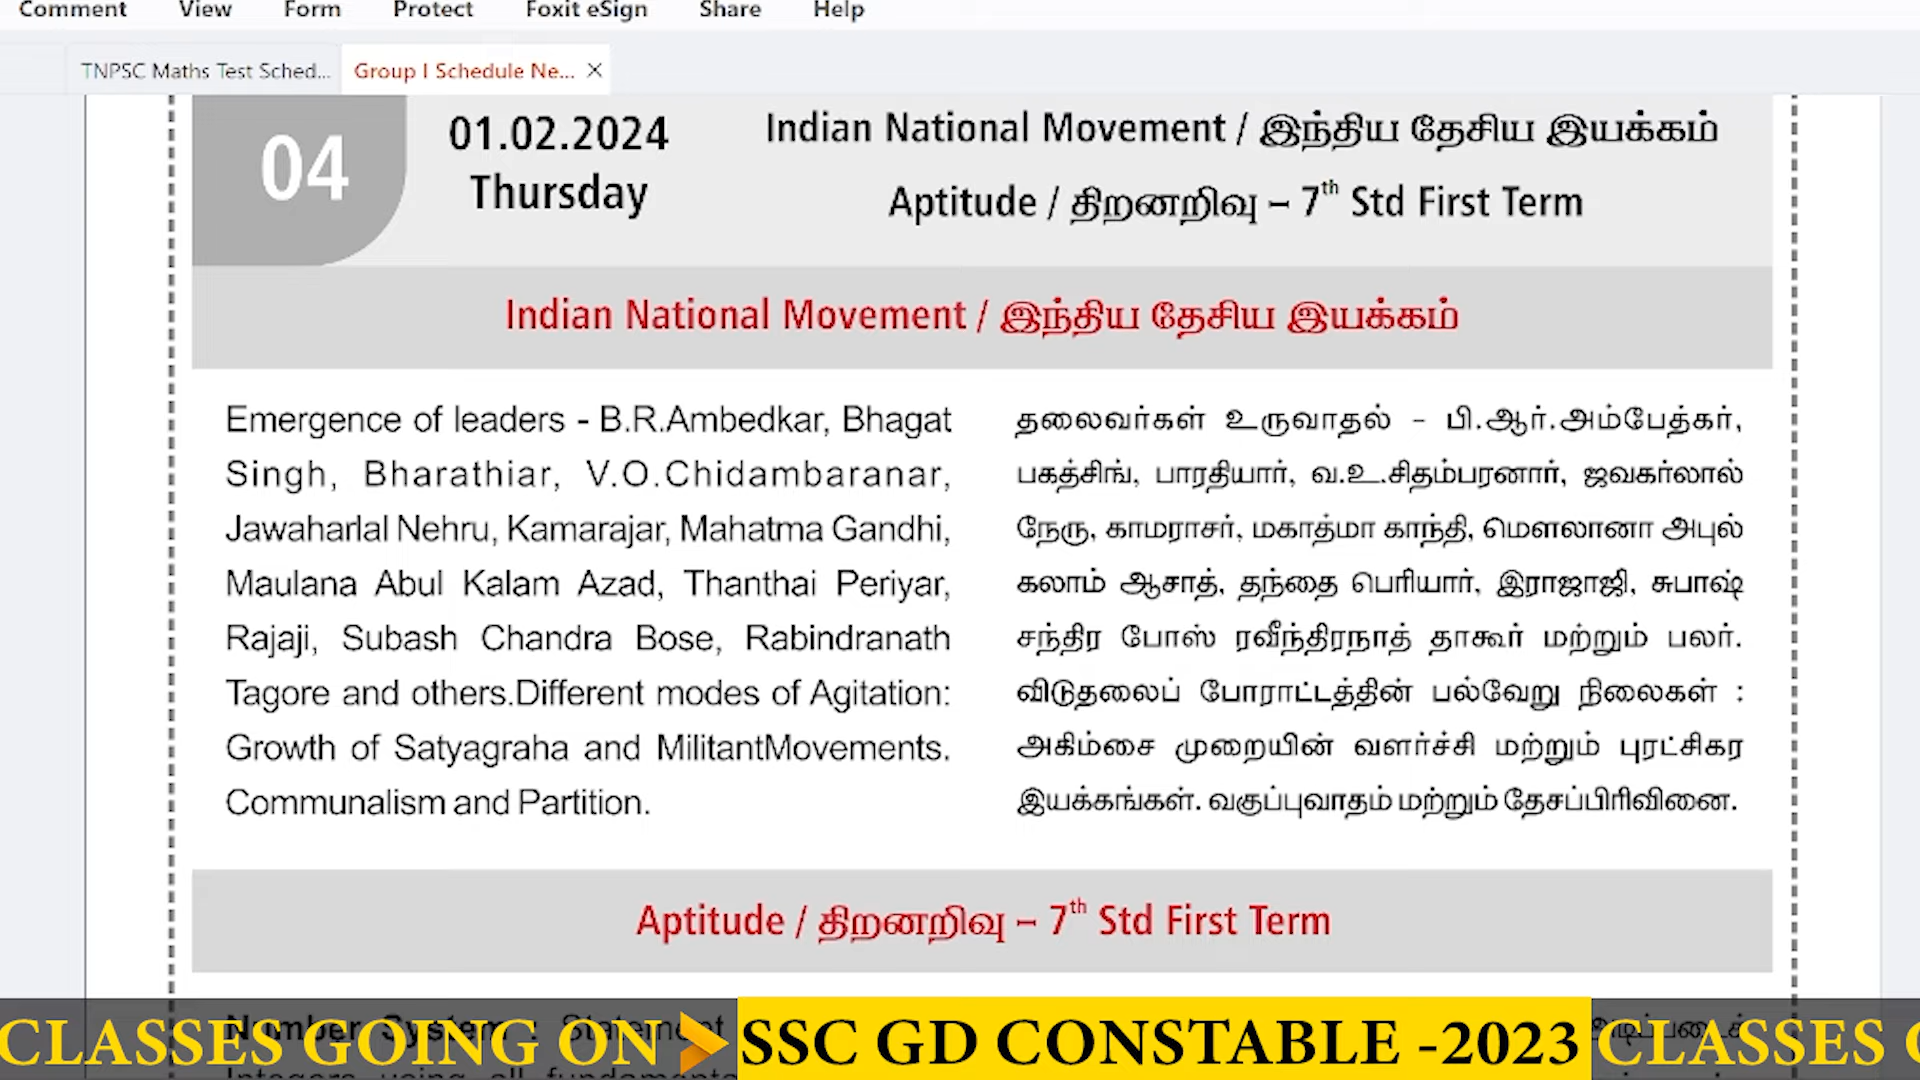 Comment View Form Protect Foxit eSign Share Help
TNPSC Maths Test Sched... Group I Schedule Ne... ×
04
01.02.2024
Thursday
Indian National Movement / இந்திய தேசிய இயக்கம்
Aptitude / திறனறிவு – 7th Std First Term
Indian National Movement / இந்திய தேசிய இயக்கம்
Emergence of leaders - B.R.Ambedkar, Bhagat
Singh, Bharathiar, V.O.Chidambaranar,
Jawaharlal Nehru, Kamarajar, Mahatma Gandhi,
Maulana Abul Kalam Azad, Thanthai Periyar,
Rajaji, Subash Chandra Bose, Rabindranath
Tagore and others.Different modes of Agitation:
Growth of Satyagraha and MilitantMovements.
Communalism and Partition.
தலைவர்கள் உருவாதல் - பி.ஆர்.அம்பேத்கர்,
பகத்சிங், பாரதியார், வ.உ.சிதம்பரனார், ஜவகர்லால்
நேரு, காமராசர், மகாத்மா காந்தி, மௌலானா அபுல்
கலாம் ஆசாத், தந்தை பெரியார், இராஜாஜி, சுபாஷ்
சந்திர போஸ் ரவீந்திரநாத் தாகூர் மற்றும் பலர்.
விடுதலைப் போராட்டத்தின் பல்வேறு நிலைகள் :
அகிம்சை முறையின் வளர்ச்சி மற்றும் புரட்சிகர
இயக்கங்கள். வகுப்புவாதம் மற்றும் தேசப்பிரிவினை.
Aptitude / திறனறிவு – 7th Std First Term
Number System : Statement
CLASSES GOING ON SSC GD CONSTABLE -2023 CLASSES